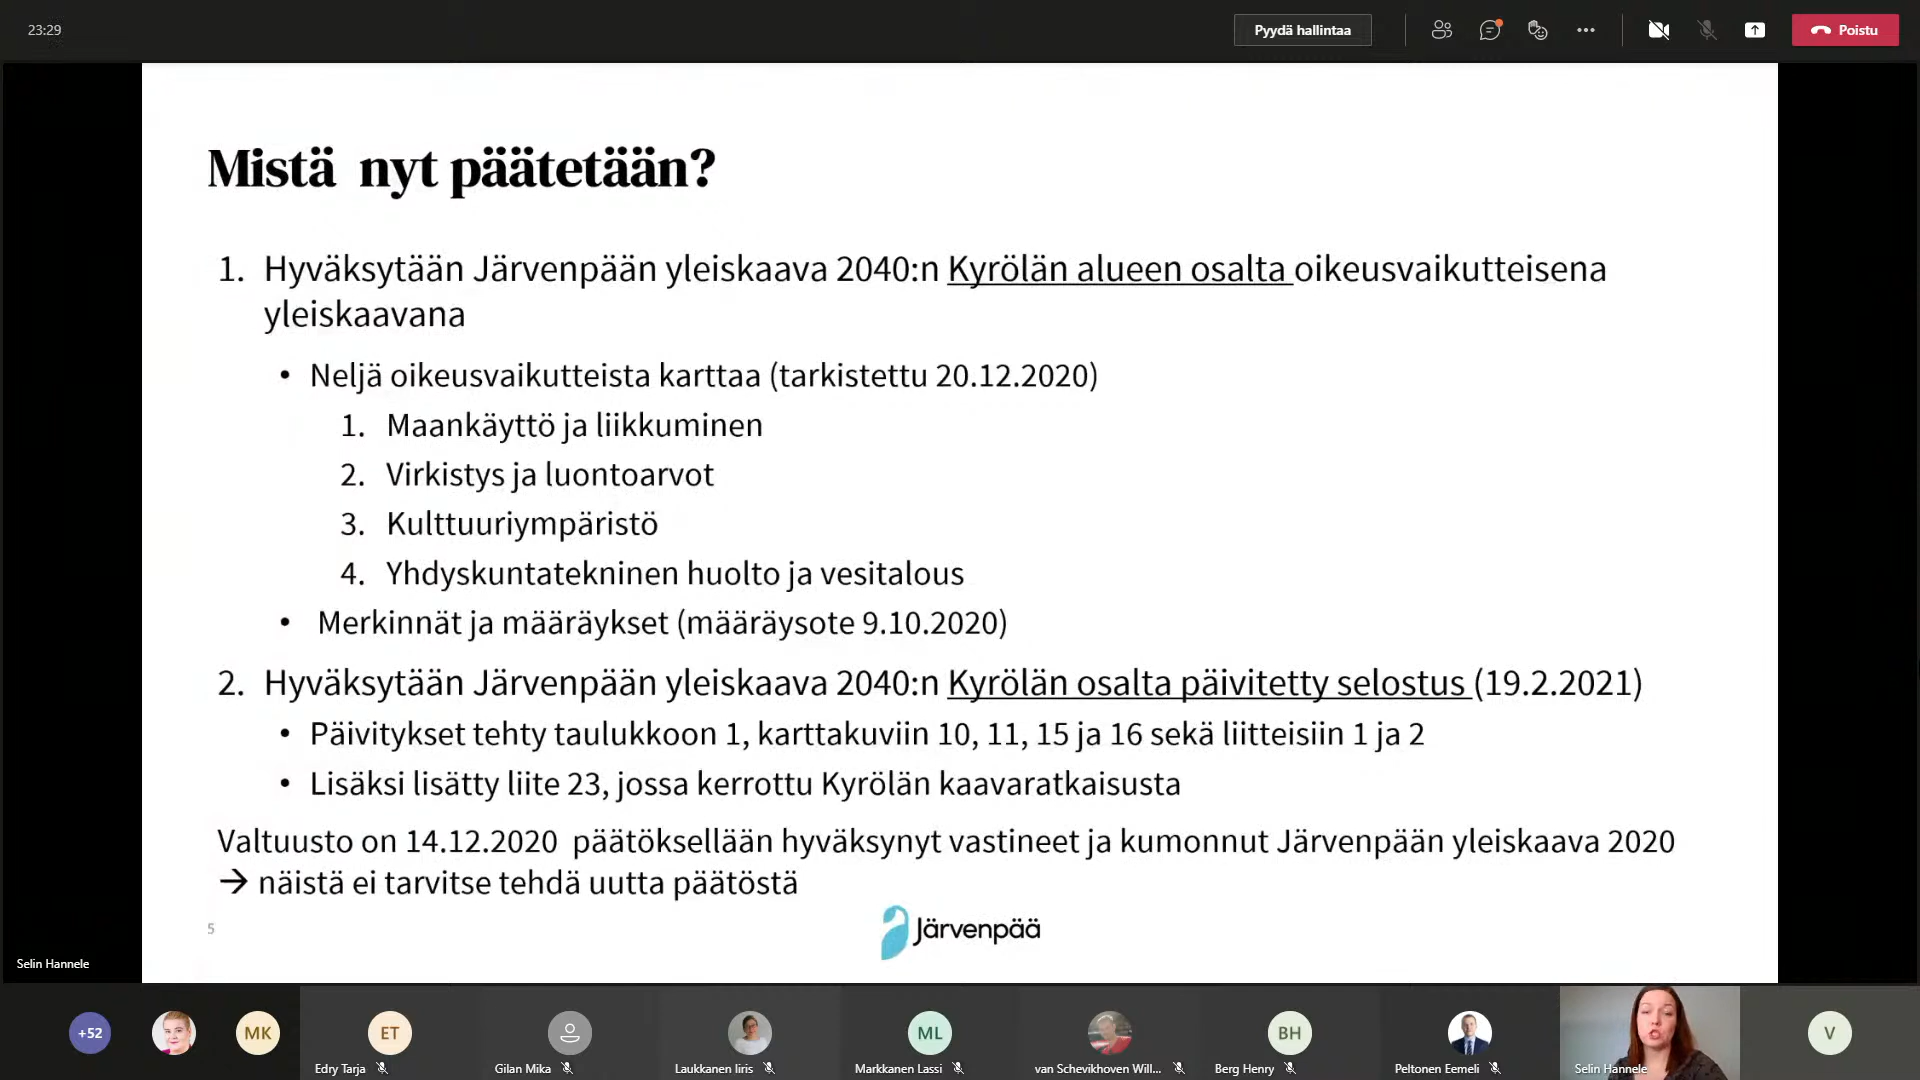 23:29
Pyydä hallintaa
Poistu
Mistä nyt päätetään?
1. Hyväksytään Järvenpään yleiskaava 2040:n Kyrölän alueen osalta oikeusvaikutteisena
yleiskaavana
• Neljä oikeusvaikutteista karttaa (tarkistettu 20.12.2020)
1. Maankäyttö ja liikkuminen
2. Virkistys ja luontoarvot
3. Kulttuuriympäristö
4. Yhdyskuntatekninen huolto ja vesitalous
• Merkinnät ja määräykset (määräysote 9.10.2020)
2. Hyväksytään Järvenpään yleiskaava 2040:n Kyrölän osalta päivitetty selostus (19.2.2021)
• Päivitykset tehty taulukkoon 1, karttakuviin 10, 11, 15 ja 16 sekä liitteisiin 1 ja 2
• Lisäksi lisätty liite 23, jossa kerrottu Kyrölän kaavaratkaisusta
Valtuusto on 14.12.2020 päätöksellään hyväksynyt vastineet ja kumonnut Järvenpään yleiskaava 2020
→ näistä ei tarvitse tehdä uutta päätöstä
5
Järvenpää
Selin Hannele
+52
MK
ET
ML
BH
V
Edry Tarja
Gilan Mika
Laukkanen Iiris
Markkanen Lassi
van Schevikhoven Will...
Berg Henry
Peltonen Eemeli
Selin Hannele